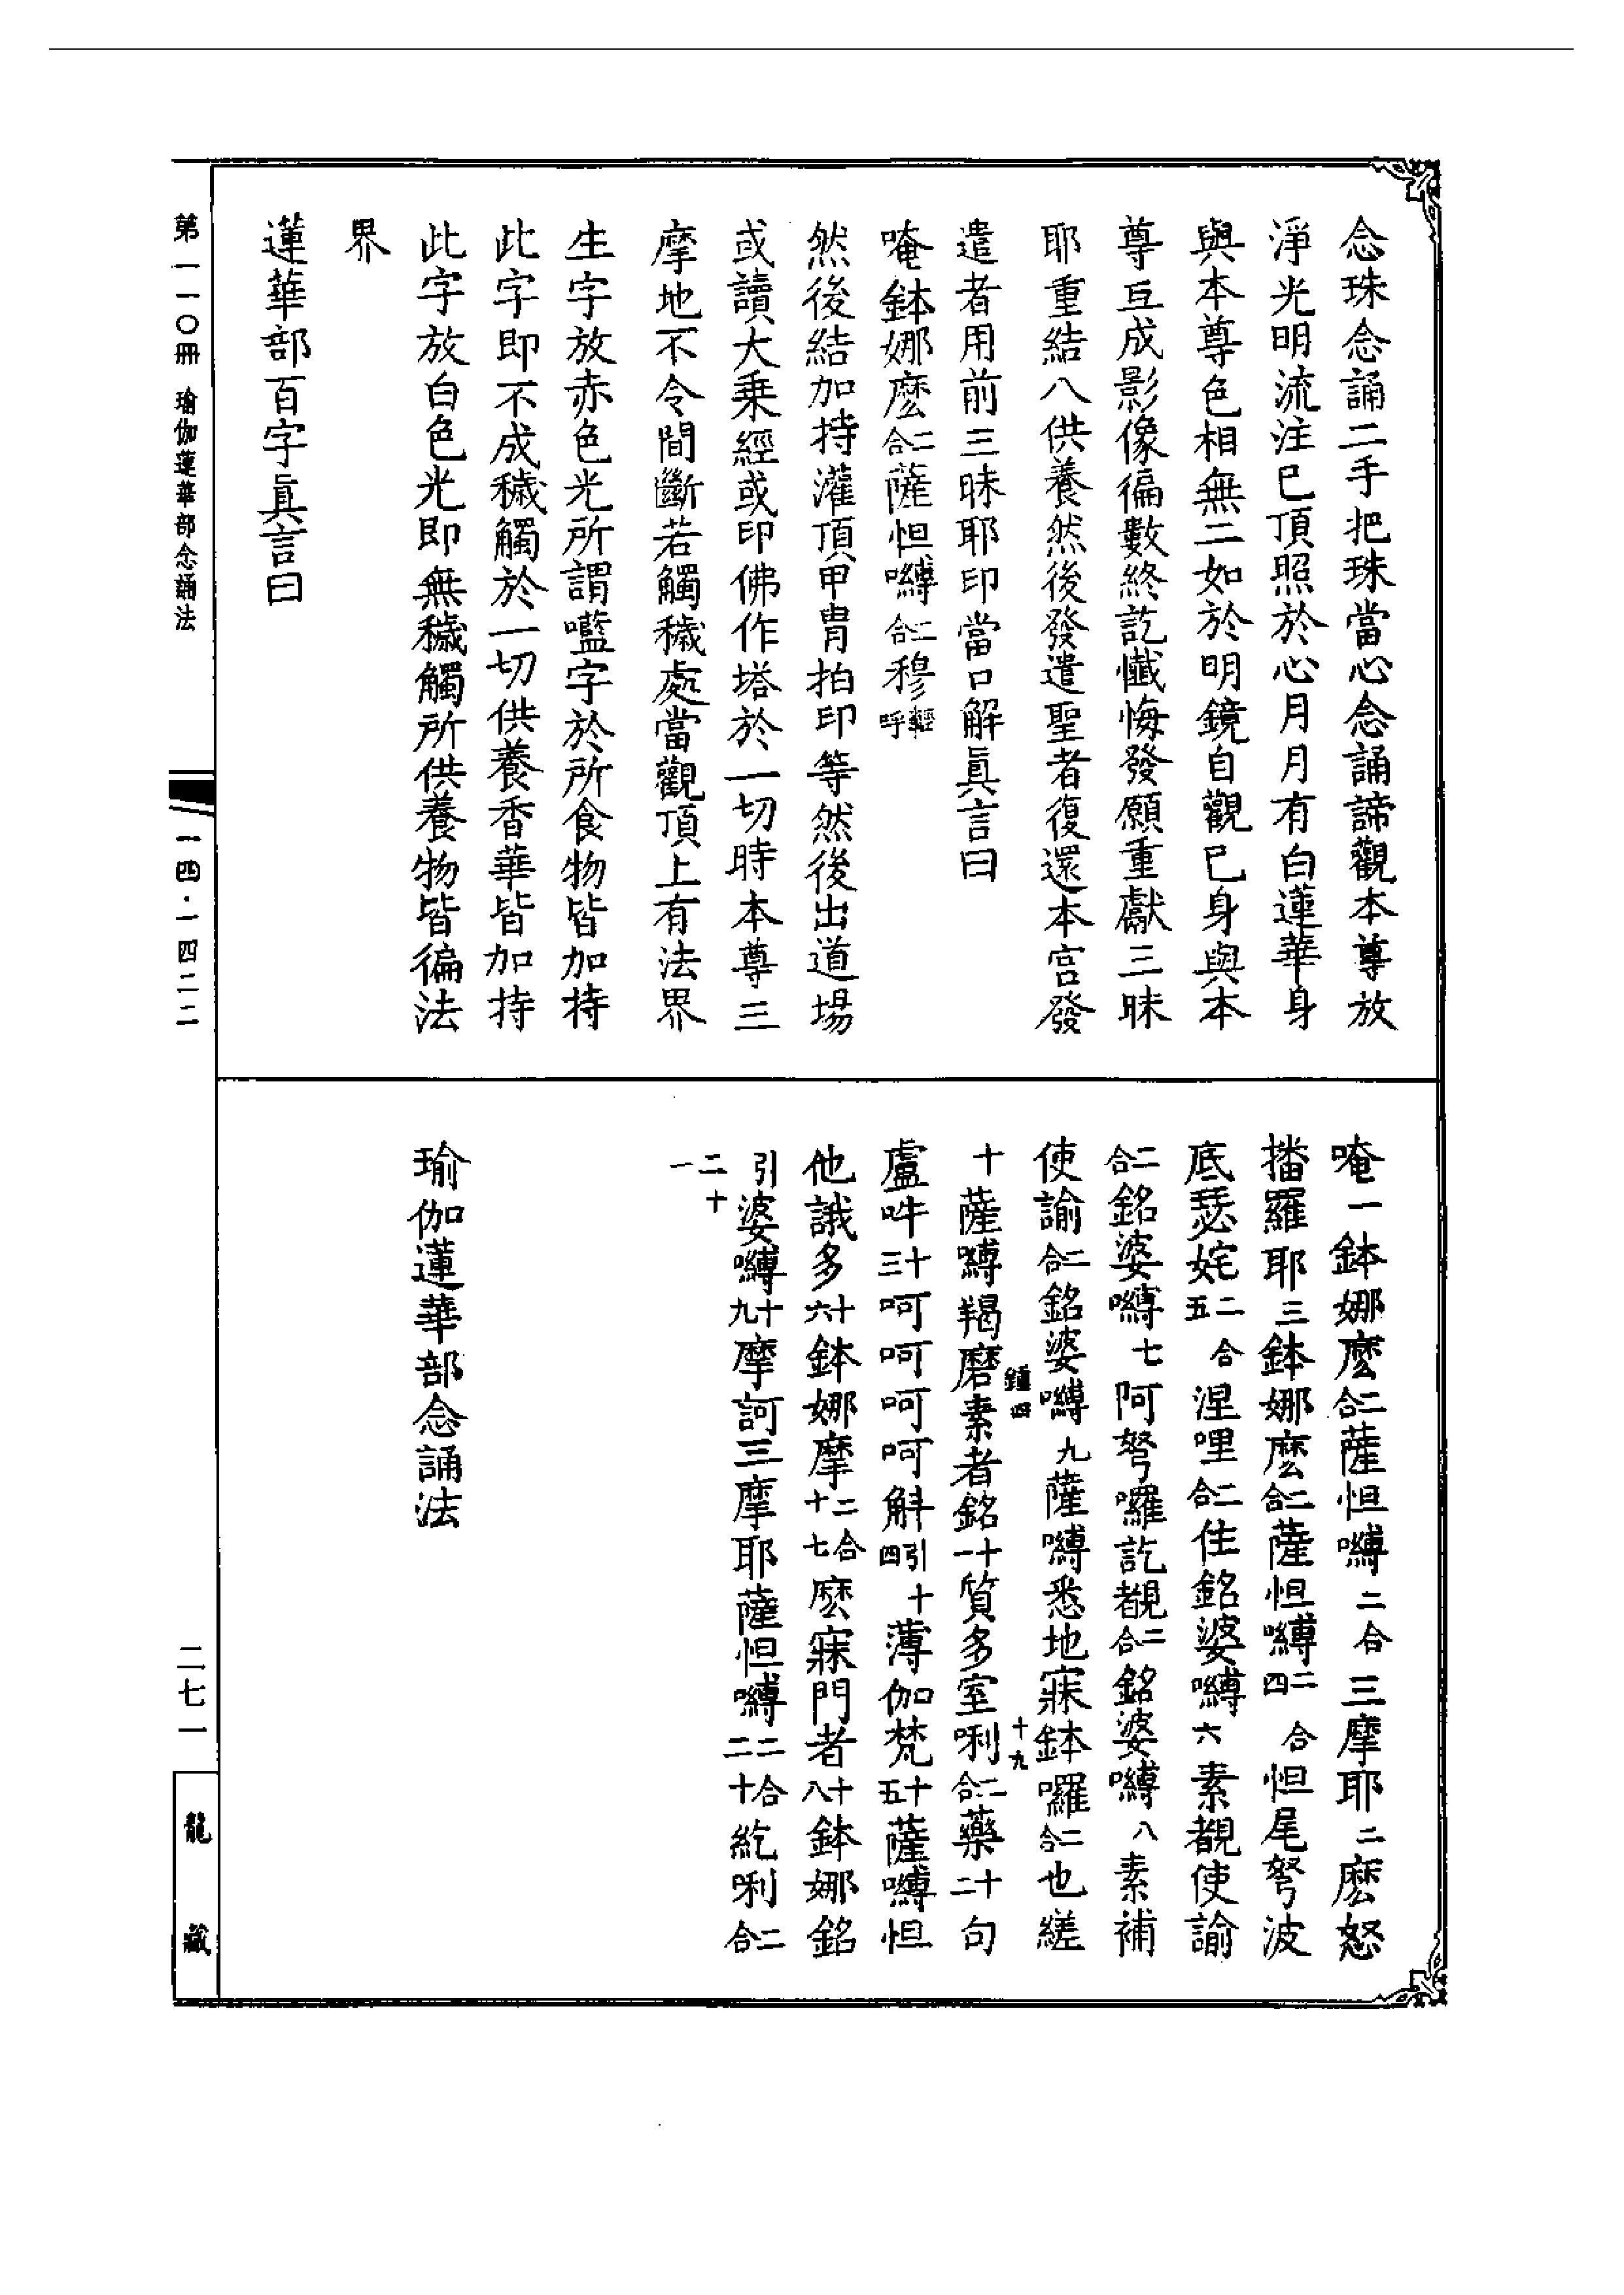 念珠念誦二手把珠當心念誦諦觀本尊放
淨光明流注已頂照於心月月有白蓮華身
與本尊色相無二如於明鏡自觀已身與本
尊互成影像徧數終訖懺悔發願重獻三昧
耶重結八供養然後發遣聖者復還本宮發
遣者用前三昧耶印當口解真言曰
唵鉢娜麼二合薩怛嚩二合穆輕呼
然後結加持灌頂甲冑拍印等然後出道場
或讀大乘經或印佛作塔於一切時本尊三
摩地不令間斷若觸穢處當觀頂上有法界
生字放赤色光所謂囕字於所食物皆加持
此字即不成穢觸於一切供養香華皆加持
此字放白色光即無穢觸所供養物皆徧法
界
蓮華部百字真言曰
唵一鉢娜麼二合薩怛嚩二合三摩耶二麼怒
播羅耶三鉢娜麼二合薩怛嚩二合四怛尾弩波
底瑟姹二合五涅哩二合住銘婆嚩六素覩使諭
二合銘婆嚩七阿弩囉訖覩二合銘婆嚩八素補
使諭二合銘婆嚩九薩嚩悉地寐鉢囉二合也縒
十薩嚩羯磨素者銘十一質多室唎二合藥十二句
盧吽十三呵呵呵呵斛引十四薄伽梵十五薩嚩怛
他誐多十六鉢娜摩二合十七麼寐門者十八鉢娜銘
引婆嚩十九摩訶三摩耶薩怛嚩二合二十紇唎二合
二十一
瑜伽蓮華部念誦法
鍾四
十九
第一一〇冊 瑜伽蓮華部念誦法
一四·一四二二
二七一
龍藏